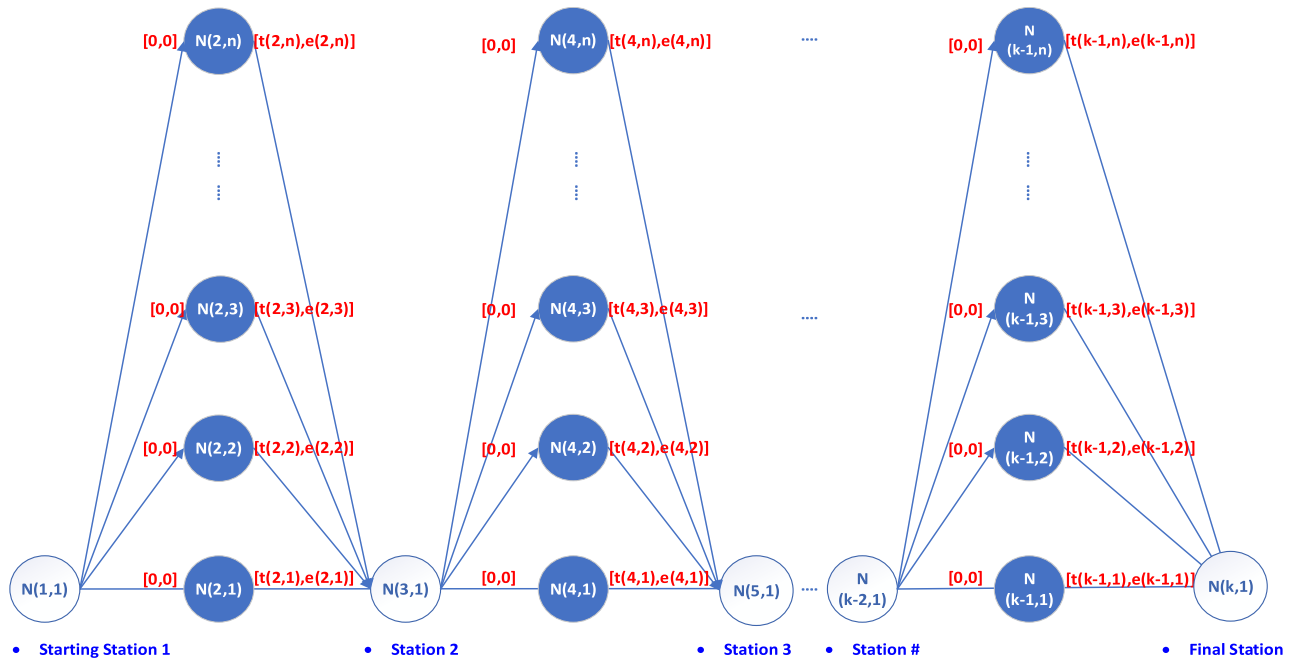 [0,0] N(2,n) [t(2,n),e(2,n)] [0,0] N(4,n) [t(4,n),e(4,n)] .... [0,0] N (k-1,n) [t(k-1,n),e(k-1,n)]
.... .... ....
.... .... ....
[0,0] N(2,3) [t(2,3),e(2,3)] [0,0] N(4,3) [t(4,3),e(4,3)] .... [0,0] N (k-1,3) [t(k-1,3),e(k-1,3)]
[0,0] N(2,2) [t(2,2),e(2,2)] [0,0] N(4,2) [t(4,2),e(4,2)] [0,0] N (k-1,2) [t(k-1,2),e(k-1,2)]
N(1,1) [0,0] N(2,1) [t(2,1),e(2,1)] N(3,1) [0,0] N(4,1) [t(4,1),e(4,1)] N(5,1) .... N (k-2,1) [0,0] N (k-1,1) [t(k-1,1),e(k-1,1)] N(k,1)
• Starting Station 1 • Station 2 • Station 3 • Station # • Final Station